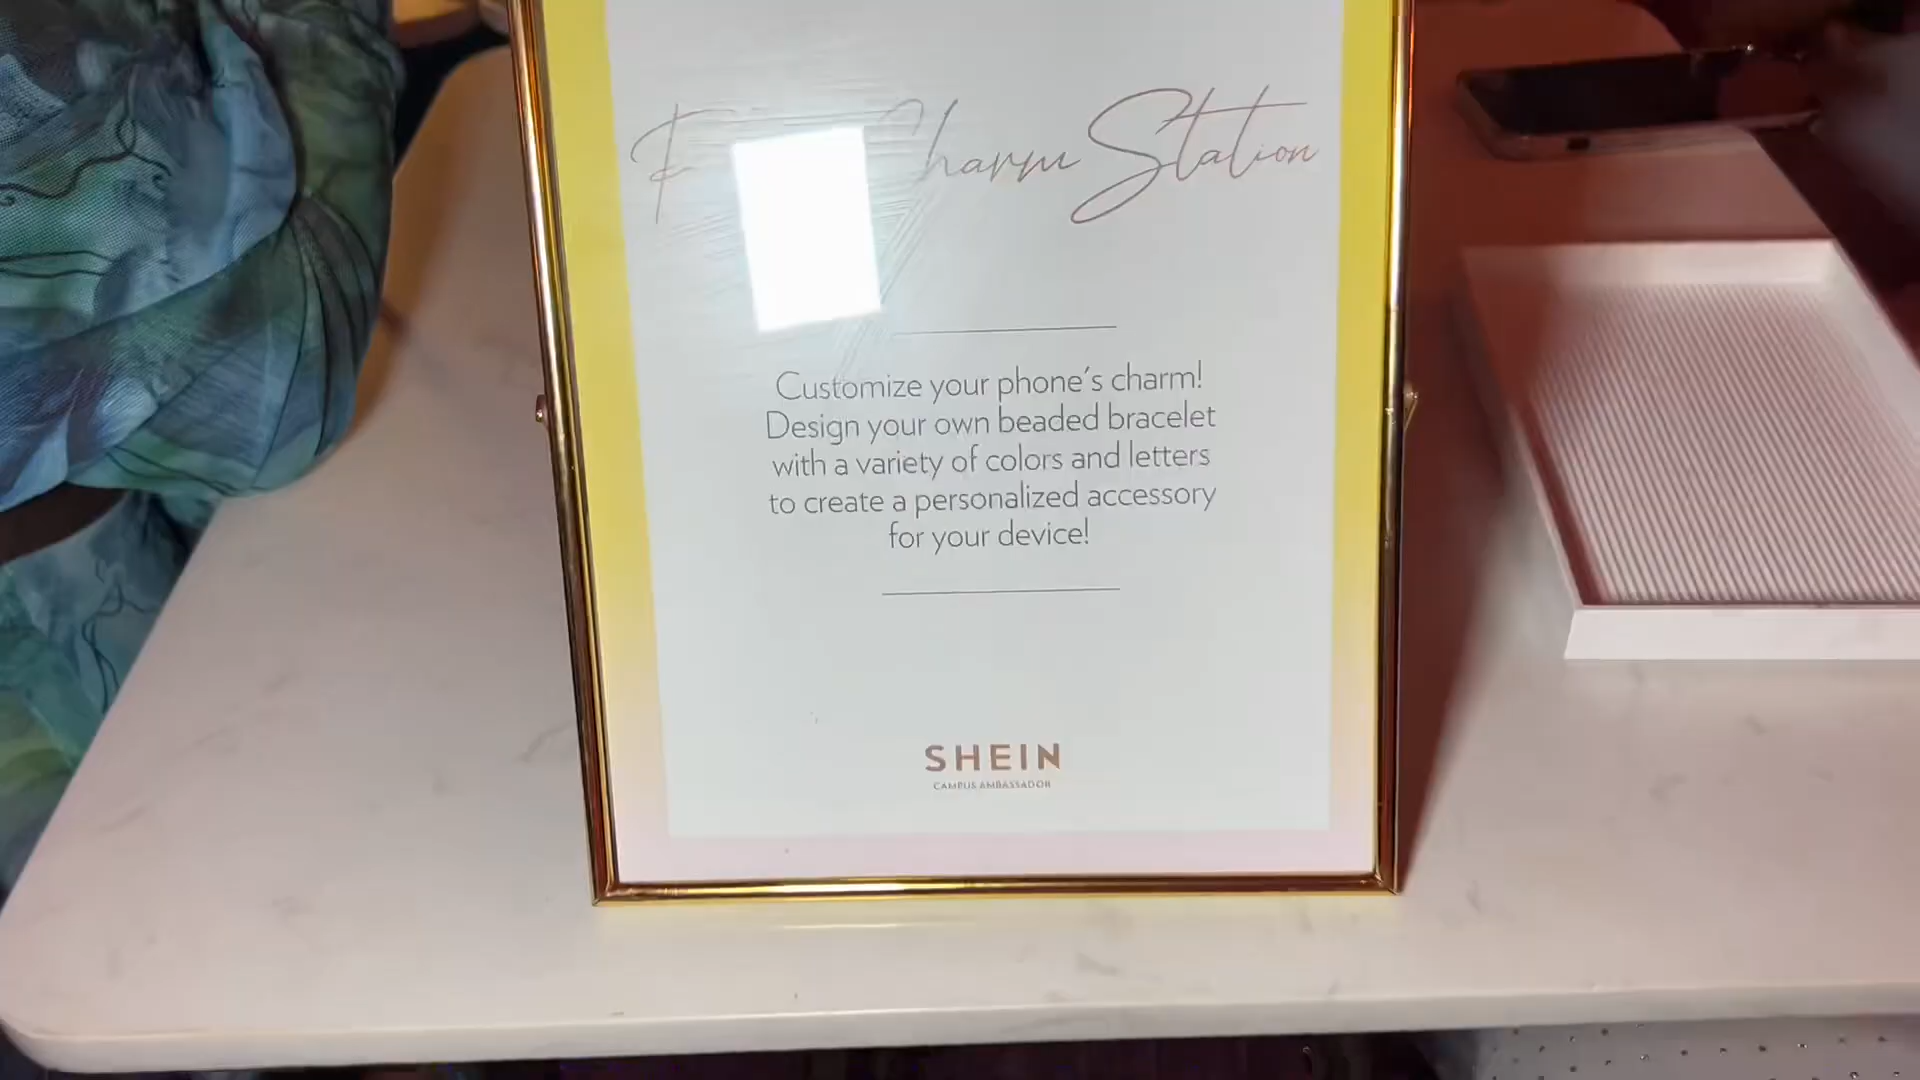 Charm Station
Customize your phone's charm!
Design your own beaded bracelet
with a variety of colors and letters
to create a personalized accessory
for your device!
SHEIN
CAMPUS AMBASSADOR